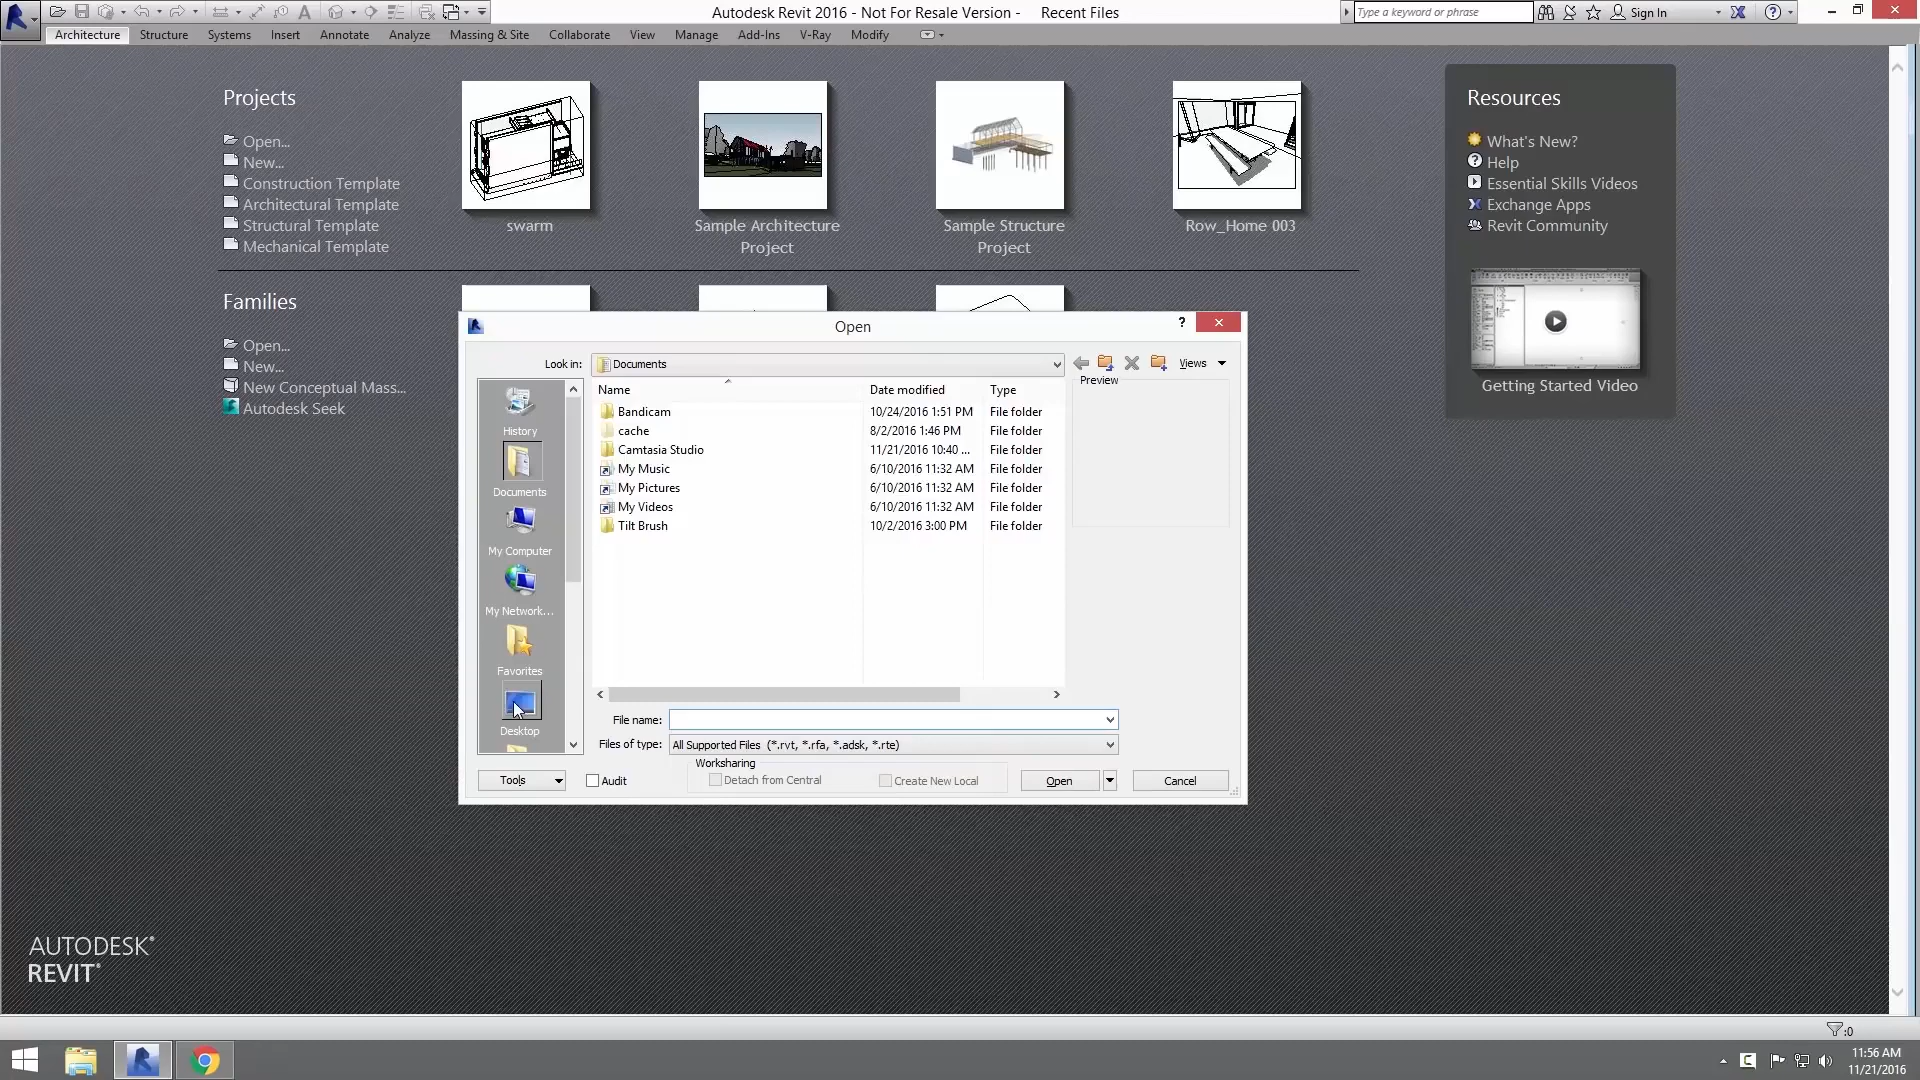 Autodesk Revit 2016 - Not For Resale Version - Recent Files
Type a keyword or phrase
Sign In
Architecture Structure Systems Insert Annotate Analyze Massing & Site Collaborate View Manage Add-Ins V-Ray Modify
Projects
Open...
New...
Construction Template
Architectural Template
Structural Template
Mechanical Template
swarm
Sample Architecture
Project
Sample Structure
Project
Row_Home 003
Resources
What's New?
Help
Essential Skills Videos
Exchange Apps
Revit Community
Getting Started Video
Families
Open...
New...
New Conceptual Mass...
Autodesk Seek
Open
Look in: Documents
Views
Preview
History
Documents
My Computer
My Network...
Favorites
Desktop
Name Date modified Type
Bandicam 10/24/2016 1:51 PM File folder
cache 8/2/2016 1:46 PM File folder
Camtasia Studio 11/21/2016 10:40 ... File folder
My Music 6/10/2016 11:32 AM File folder
My Pictures 6/10/2016 11:32 AM File folder
My Videos 6/10/2016 11:32 AM File folder
Tilt Brush 10/2/2016 3:00 PM File folder
File name:
Files of type: All Supported Files (*.rvt, *.rfa, *.adsk, *.rte)
Worksharing
Tools Audit Detach from Central Create New Local Open Cancel
AUTODESK®
REVIT®
:0
11:56 AM
11/21/2016